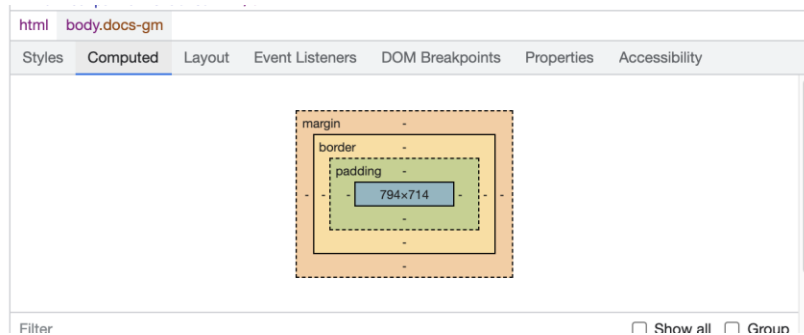 html body.docs-gm
Styles Computed Layout Event Listeners DOM Breakpoints Properties Accessibility
margin -
border -
padding -
- - - 794×714 - - -
-
-
-
Filter Show all Group